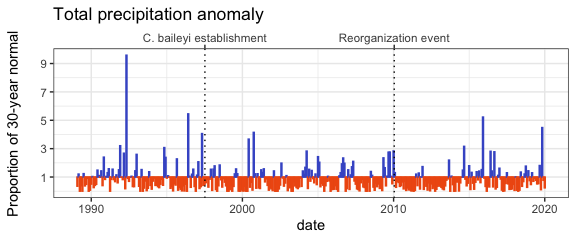 Total precipitation anomaly
C. baileyi establishment
Reorganization event
Proportion of 30-year normal
9
7
5
3
1
1990
2000
2010
2020
date